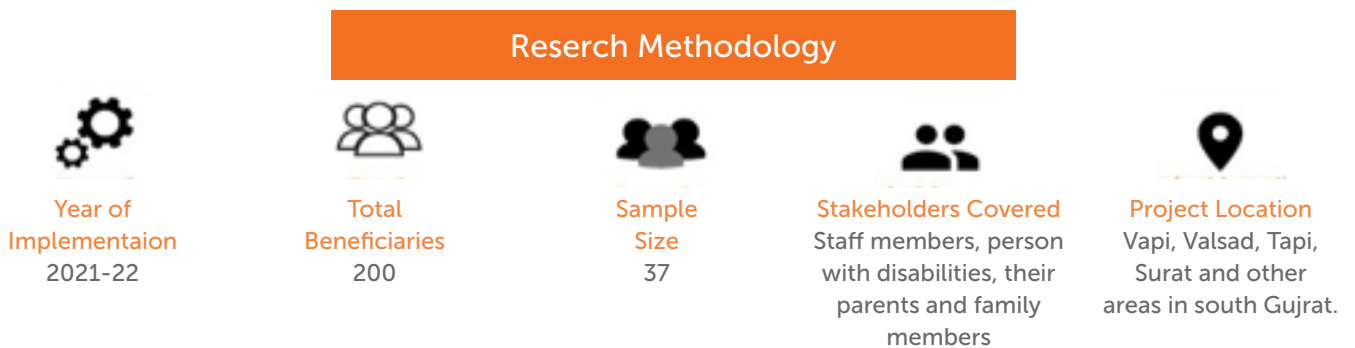 Reserch Methodology
Year of
Implementaion
2021-22
Total
Beneficiaries
200
Sample
Size
37
Stakeholders Covered
Staff members, person
with disabilities, their
parents and family
members
Project Location
Vapi, Valsad, Tapi,
Surat and other
areas in south Gujrat.